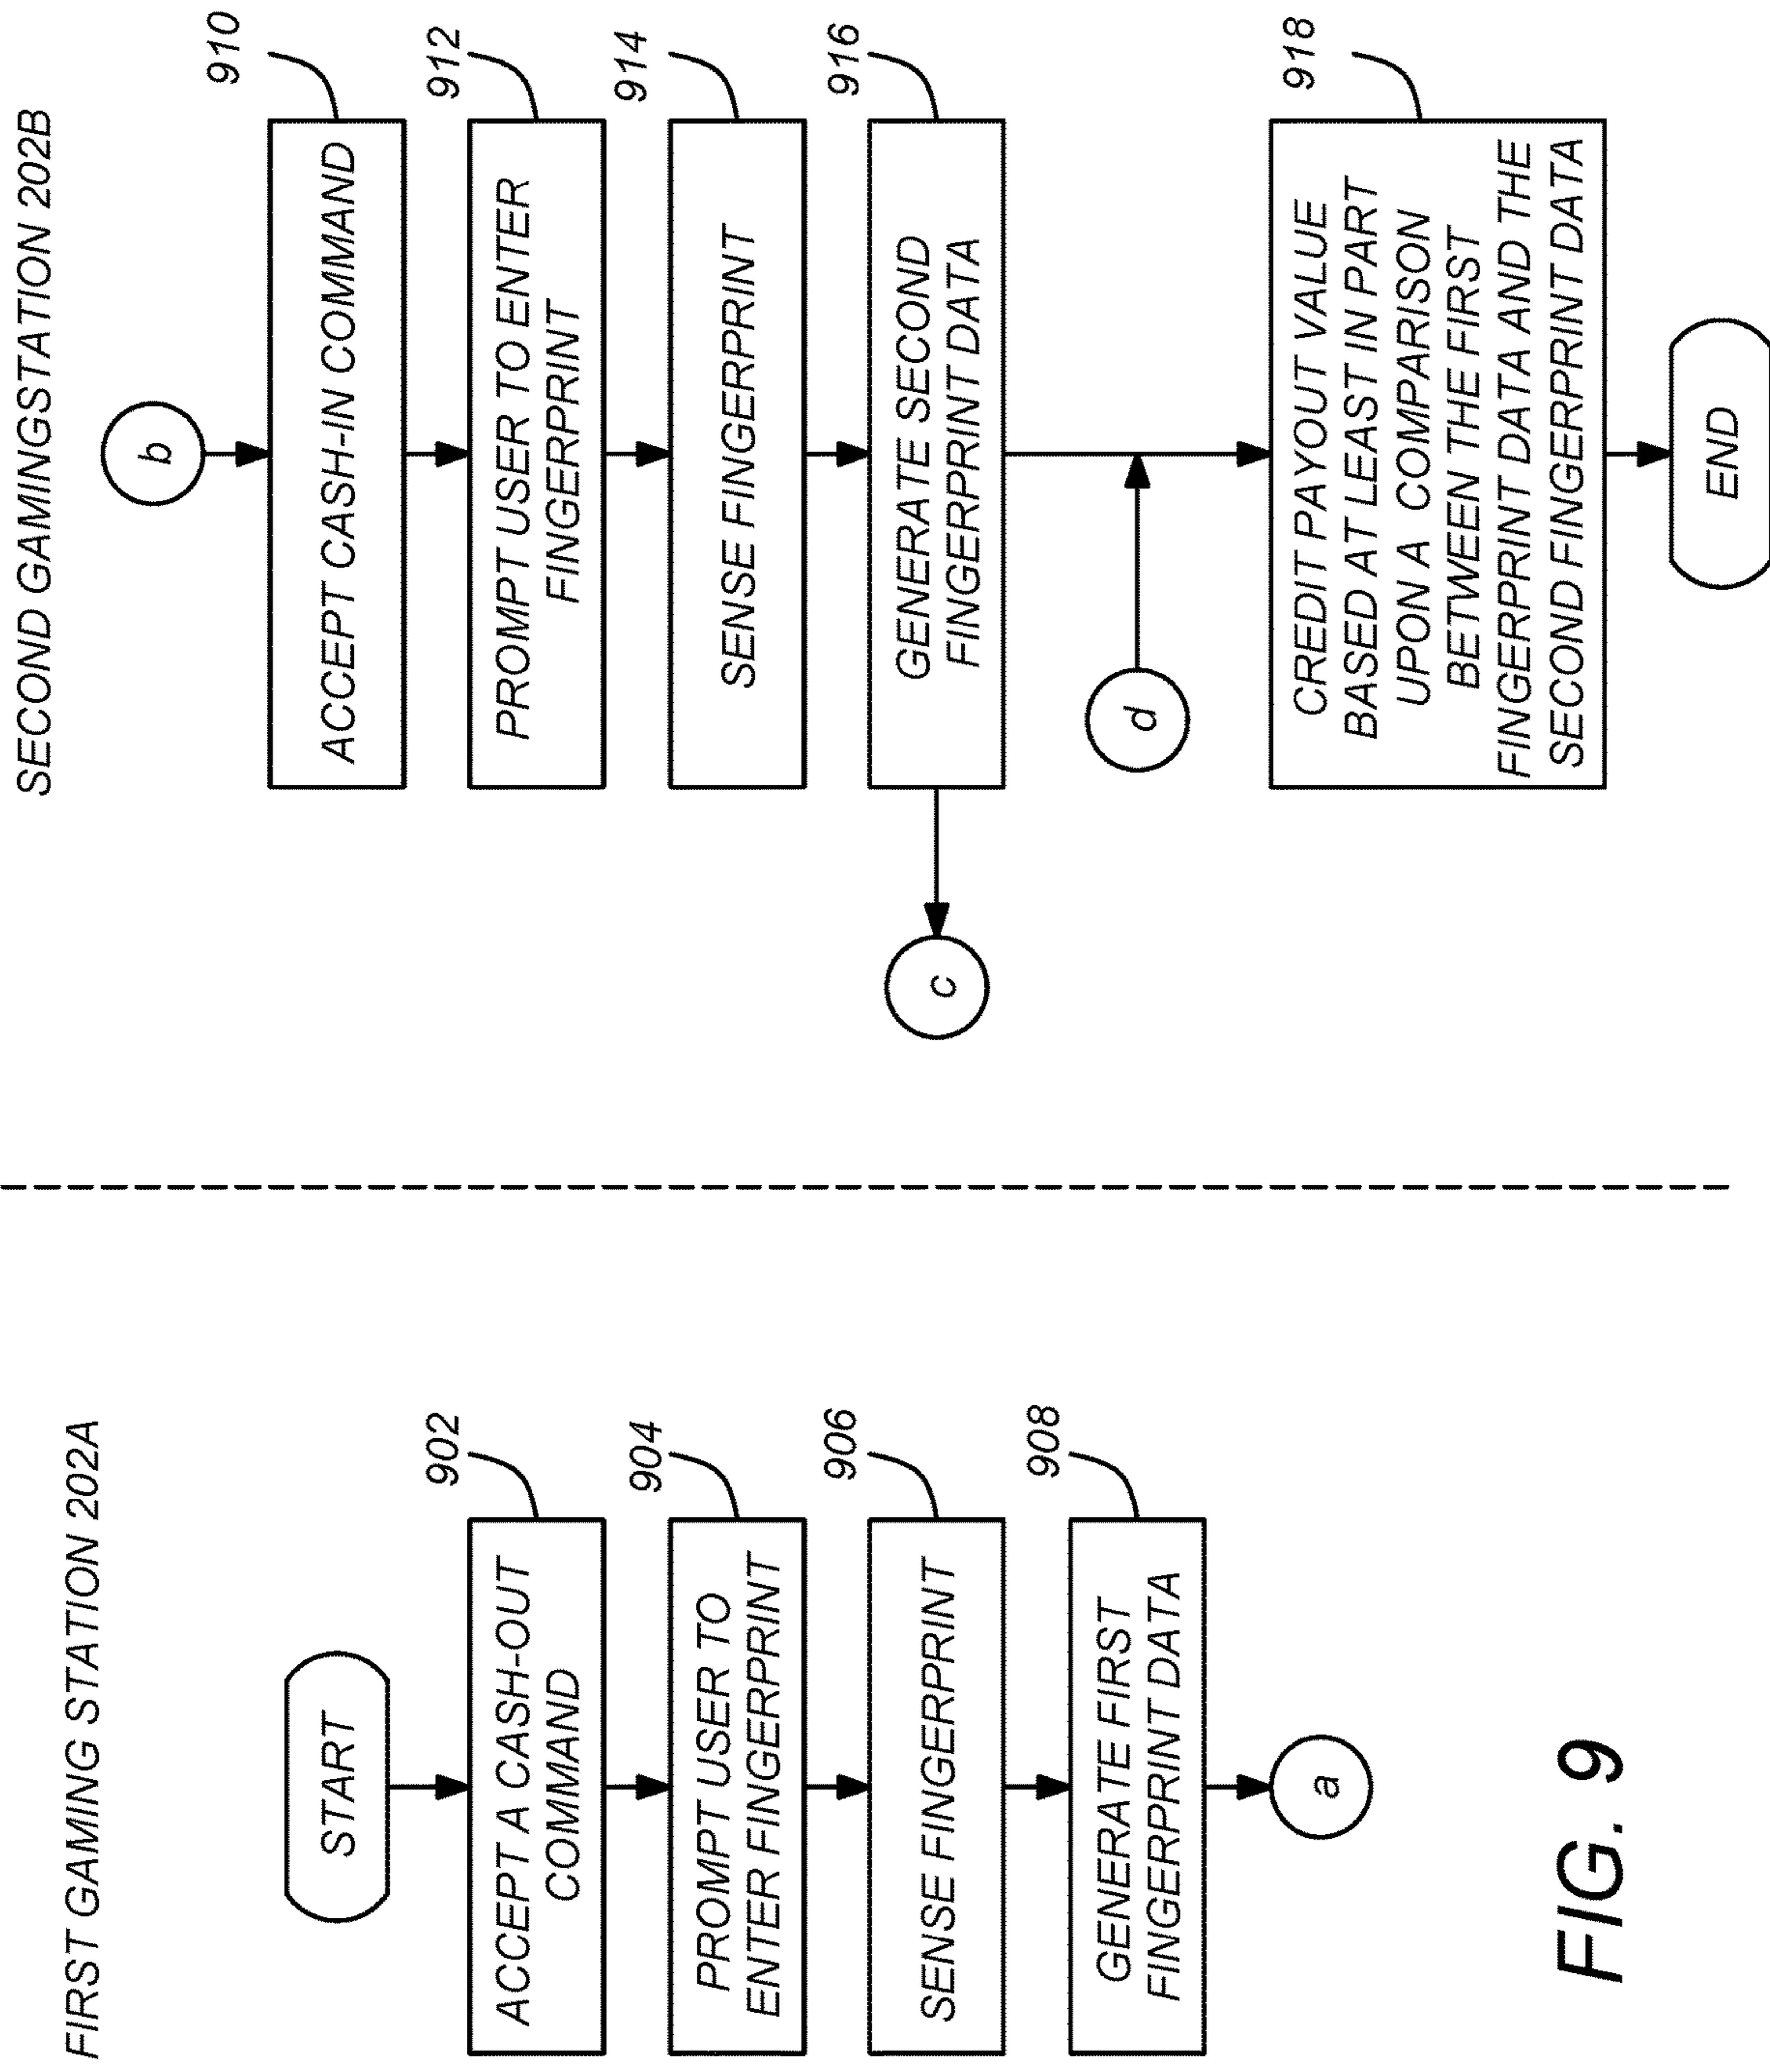 FIRST GAMING STATION 202A
START
902
ACCEPT A CASH-OUT
COMMAND
904
PROMPT USER TO
ENTER FINGERPRINT
906
SENSE FINGERPRINT
908
GENERATE FIRST
FINGERPRINT DATA
a
SECOND GAMINGSTATION 202B
b
910
ACCEPT CASH-IN COMMAND
912
PROMPT USER TO ENTER
FINGERPRINT
914
SENSE FINGERPRINT
916
GENERATE SECOND
FINGERPRINT DATA
c
d
918
CREDIT PAYOUT VALUE
BASED AT LEAST IN PART
UPON A COMPARISON
BETWEEN THE FIRST
FINGERPRINT DATA AND THE
SECOND FINGERPRINT DATA
END
FIG. 9